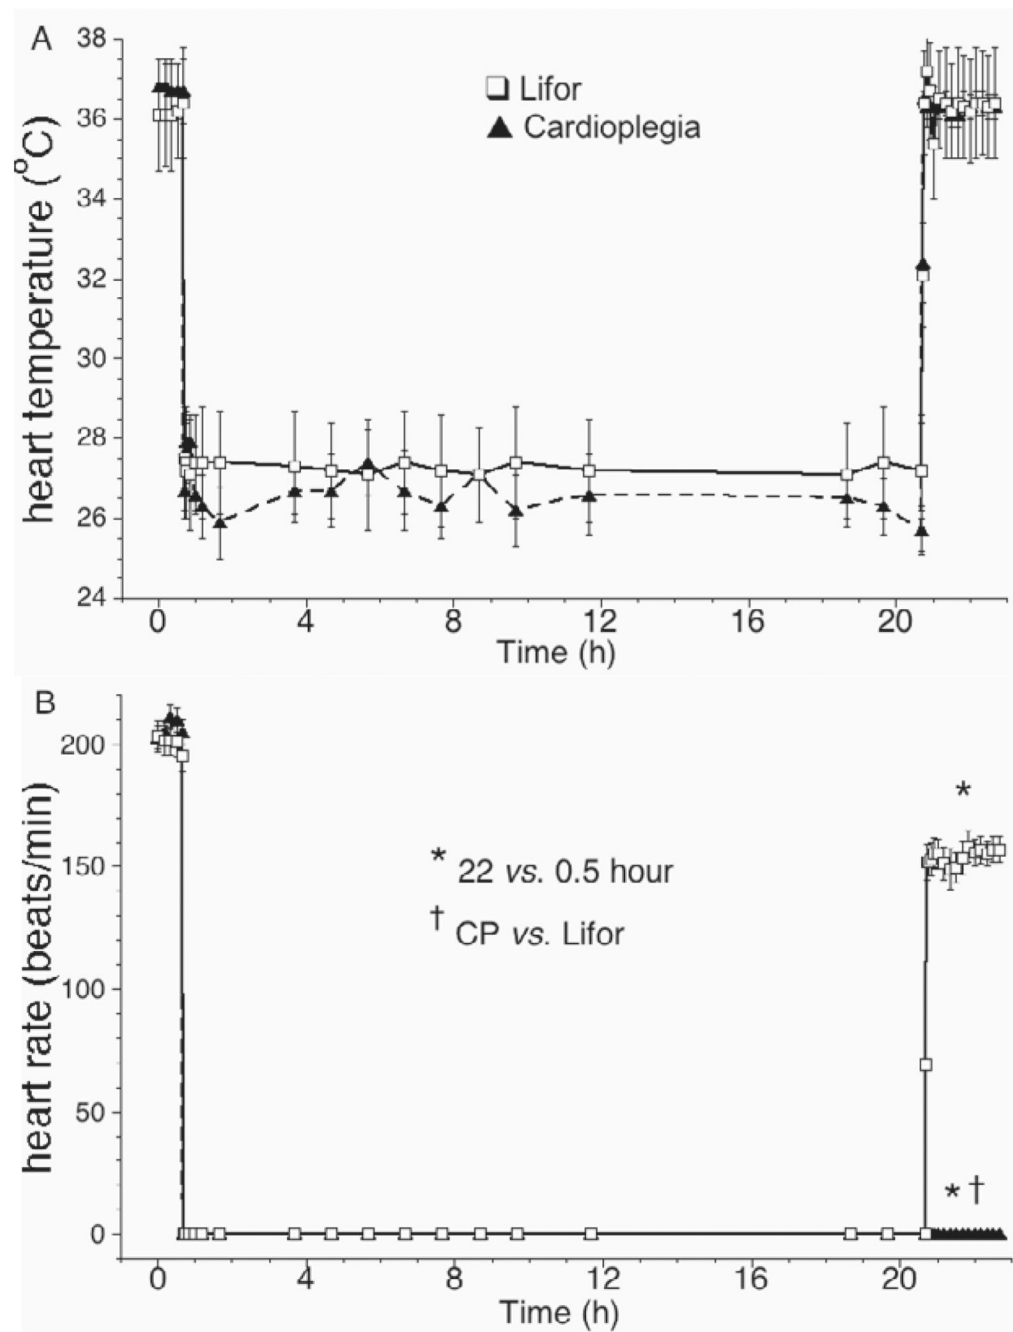 A
38
36
34
32
30
28
26
24
heart temperature (°C)
Lifor
Cardioplegia
0 4 8 12 16 20
Time (h)
B
200
150
100
50
0
heart rate (beats/min)
*
* 22 vs. 0.5 hour
† CP vs. Lifor
* †
0 4 8 12 16 20
Time (h)